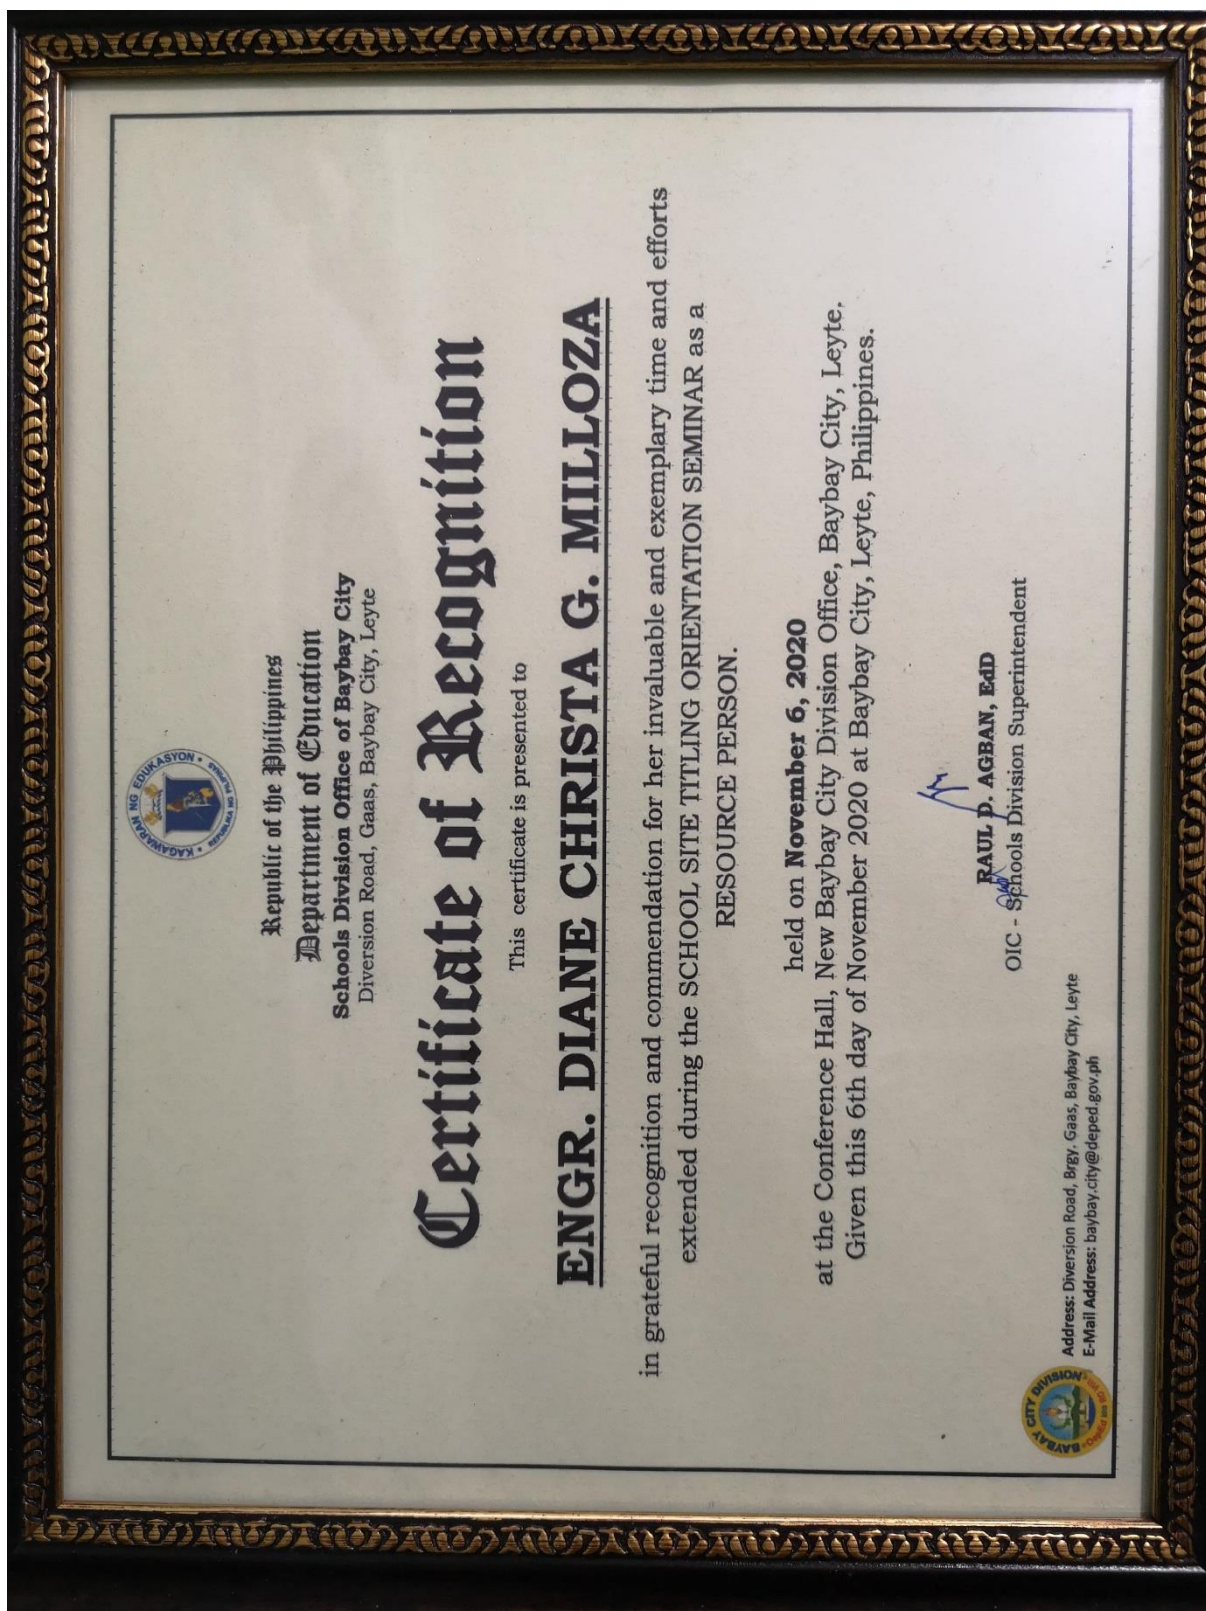 KAGAWARAN NG EDUKASYON
REPUBLIKA NG PILIPINAS
Republic of the Philippines
Department of Education
Schools Division Office of Baybay City
Diversion Road, Gaas, Baybay City, Leyte
Certificate of Recognition
This certificate is presented to
ENGR. DIANE CHRISTA G. MILLOZA
in grateful recognition and commendation for her invaluable and exemplary time and efforts
extended during the SCHOOL SITE TITLING ORIENTATION SEMINAR as a
RESOURCE PERSON.
held on November 6, 2020
at the Conference Hall, New Baybay City Division Office, Baybay City, Leyte.
Given this 6th day of November 2020 at Baybay City, Leyte, Philippines.
RAUL D. AGBAN, EdD
OIC - Schools Division Superintendent
BAYBAY CITY DIVISION
Address: Diversion Road, Brgy. Gaas, Baybay City, Leyte
E-Mail Address: baybay.city@deped.gov.ph